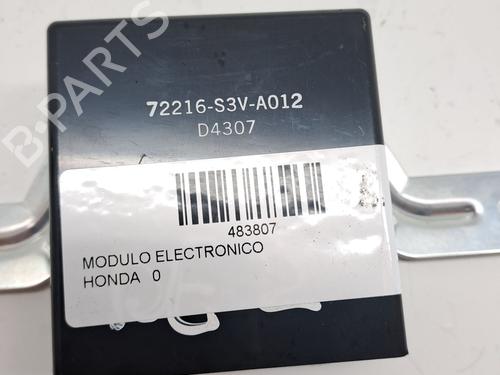 B-PARTS
72216-S3V-A012
D4307
483807
MODULO ELECTRONICO
HONDA 0